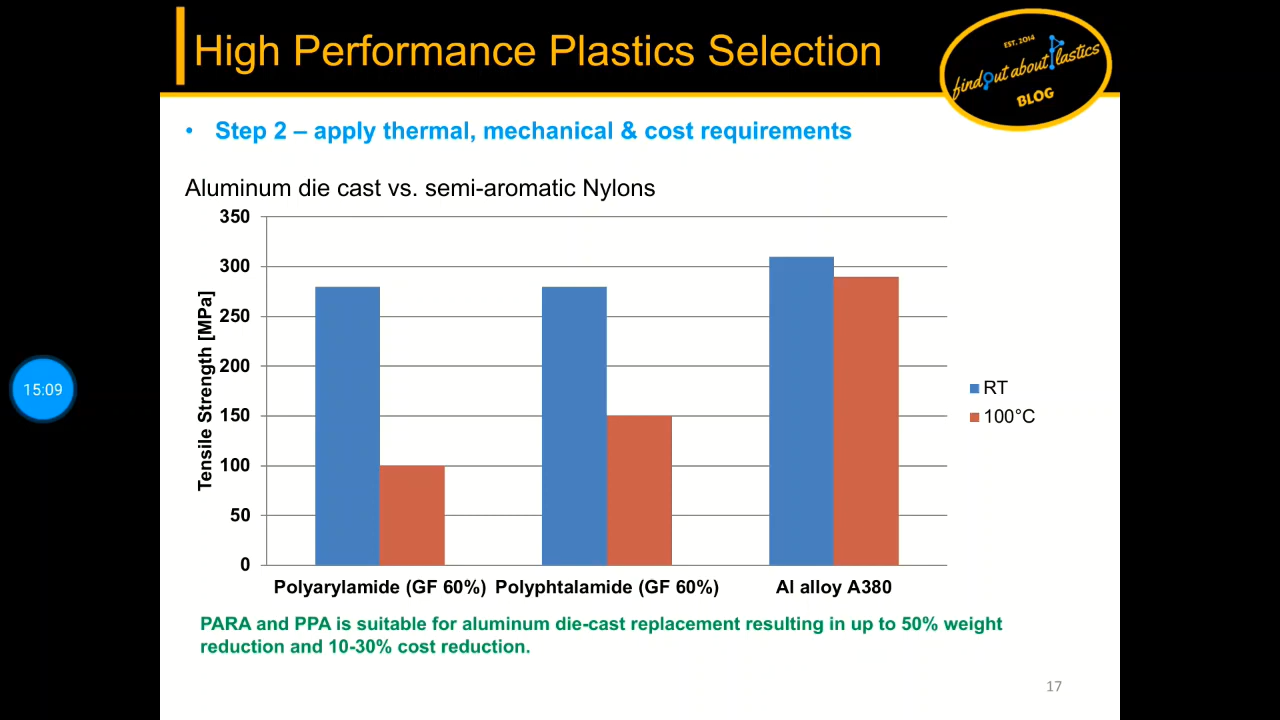 High Performance Plastics Selection
EST. 2014
findout about Plastics
BLOG
• Step 2 – apply thermal, mechanical & cost requirements
Aluminum die cast vs. semi-aromatic Nylons
350
300
250
200
150
100
50
0
Tensile Strength [MPa]
15:09
RT
100°C
Polyarylamide (GF 60%) Polyphtalamide (GF 60%) Al alloy A380
PARA and PPA is suitable for aluminum die-cast replacement resulting in up to 50% weight
reduction and 10-30% cost reduction.
17